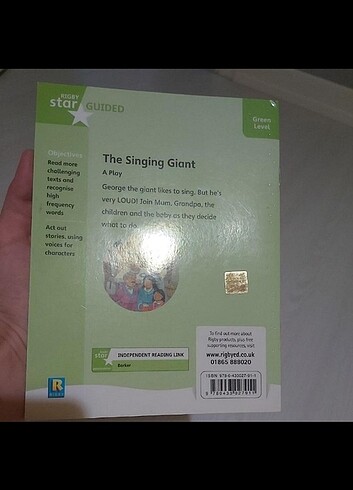 RIGBY
star GUIDED
Green
Level
Objectives
Read more
challenging
texts and
recognise
high
frequency
words
Act out
stories, using
voices for
characters
The Singing Giant
A Play
George the giant likes to sing. But he's
very LOUD! Join Mum, Grandpa, the
children and the baby as they decide
what to do.
star INDEPENDENT READING LINK
Barker
To find out more about
Rigby products, plus free
supporting resources, visit
www.rigbyed.co.uk
01865 888020
RIGBY